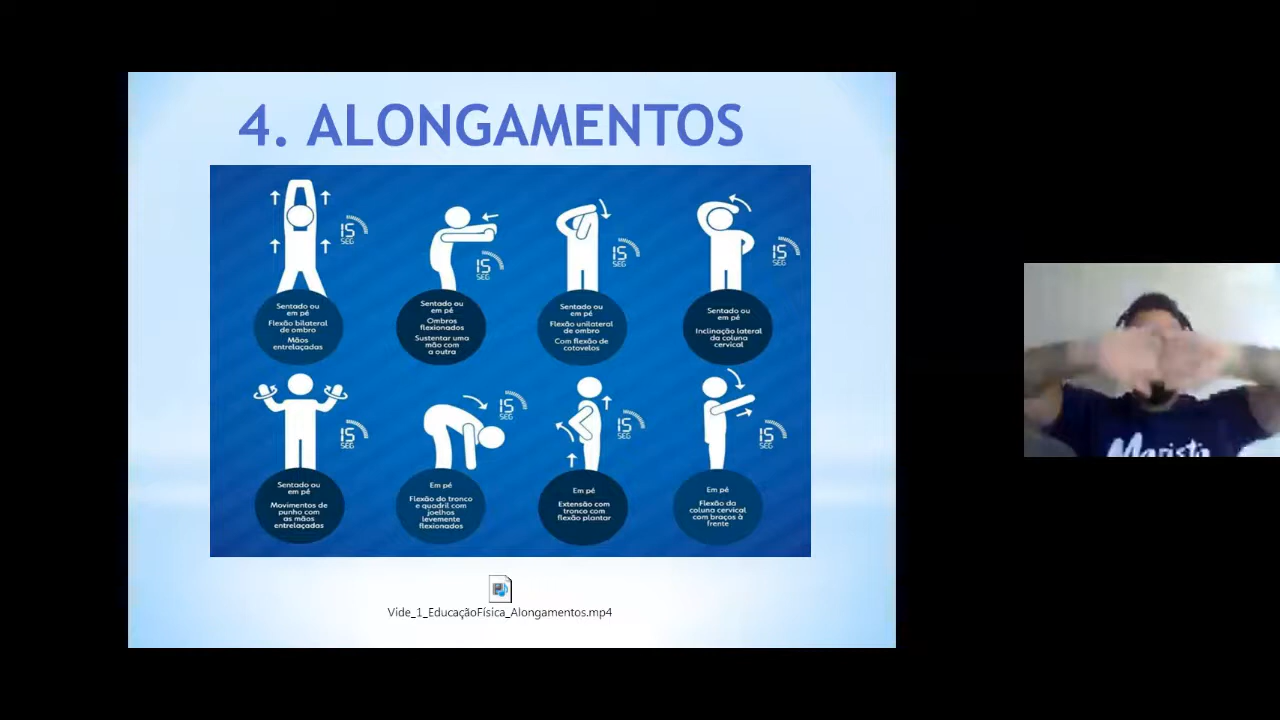 4. ALONGAMENTOS
15
SEG
15
SEG
15
SEG
15
SEG
Sentado ou
em pé
Flexão bilateral
de ombro
Mãos
entrelaçadas
Sentado ou
em pé
Ombros
flexionados
Sustentar uma
mão com
a outra
Sentado ou
em pé
Flexão unilateral
de ombro
Com flexão de
cotovelos
Sentado ou
em pé
Inclinação lateral
da coluna
cervical
15
SEG
15
SEG
15
SEG
15
SEG
Sentado ou
em pé
Movimentos de
punho com
as mãos
entrelaçadas
Em pé
Flexão do tronco
e quadril com
joelhos
levemente
flexionados
Em pé
Extensão com
tronco com
flexão plantar
Em pé
Flexão da
coluna cervical
com braços à
frente
Vide_1_EducaçãoFísica_Alongamentos.mp4
Marista